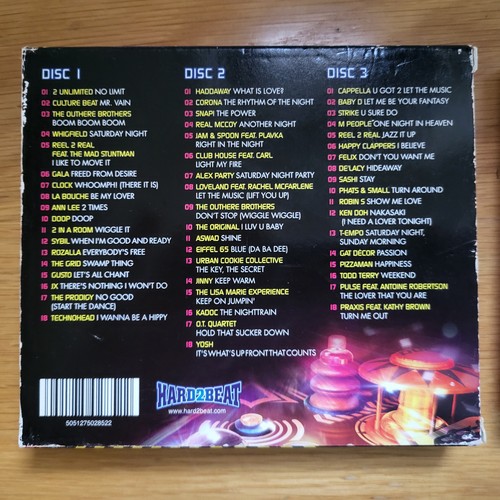 DISC 1
01 2 UNLIMITED NO LIMIT
02 CULTURE BEAT MR. VAIN
03 THE OUTHERE BROTHERS
BOOM BOOM BOOM
04 WHIGFIELD SATURDAY NIGHT
05 REEL 2 REAL
FEAT. THE MAD STUNTMAN
I LIKE TO MOVE IT
06 GALA FREED FROM DESIRE
07 CLOCK WHOOMPH! (THERE IT IS)
08 LA BOUCHE BE MY LOVER
09 ANN LEE 2 TIMES
10 DOOP DOOP
11 2 IN A ROOM WIGGLE IT
12 SYBIL WHEN I'M GOOD AND READY
13 ROZALLA EVERYBODY'S FREE
14 THE GRID SWAMP THING
15 GUSTO LET'S ALL CHANT
16 JX THERE'S NOTHING I WON'T DO
17 THE PRODIGY NO GOOD
(START THE DANCE)
18 TECHNOHEAD I WANNA BE A HIPPY
DISC 2
01 HADDAWAY WHAT IS LOVE?
02 CORONA THE RHYTHM OF THE NIGHT
03 SNAP! THE POWER
04 REAL MCCOY ANOTHER NIGHT
05 JAM & SPOON FEAT. PLAVKA
RIGHT IN THE NIGHT
06 CLUB HOUSE FEAT. CARL
LIGHT MY FIRE
07 ALEX PARTY SATURDAY NIGHT PARTY
08 LOVELAND FEAT. RACHEL MCFARLENE
LET THE MUSIC (LIFT YOU UP)
09 THE OUTHERE BROTHERS
DON'T STOP (WIGGLE WIGGLE)
10 THE ORIGINAL I LUV U BABY
11 ASWAD SHINE
12 EIFFEL 65 BLUE (DA BA DEE)
13 URBAN COOKIE COLLECTIVE
THE KEY, THE SECRET
14 JINNY KEEP WARM
15 THE LISA MARIE EXPERIENCE
KEEP ON JUMPIN'
16 KADOC THE NIGHTTRAIN
17 O.T. QUARTET
HOLD THAT SUCKER DOWN
18 YOSH
IT'S WHAT'S UP FRONT THAT COUNTS
DISC 3
01 CAPPELLA U GOT 2 LET THE MUSIC
02 BABY D LET ME BE YOUR FANTASY
03 STRIKE U SURE DO
04 M PEOPLE ONE NIGHT IN HEAVEN
05 REEL 2 REAL JAZZ IT UP
06 HAPPY CLAPPERS I BELIEVE
07 FELIX DON'T YOU WANT ME
08 DE'LACY HIDEAWAY
09 SASH! STAY
10 PHATS & SMALL TURN AROUND
11 ROBIN S SHOW ME LOVE
12 KEN DOH NAKASAKI
(I NEED A LOVER TONIGHT)
13 T-EMPO SATURDAY NIGHT,
SUNDAY MORNING
14 GAT DÉCOR PASSION
15 PIZZAMAN HAPPINESS
16 TODD TERRY WEEKEND
17 PULSE FEAT. ANTOINE ROBERTSON
THE LOVER THAT YOU ARE
18 PRAXIS FEAT. KATHY BROWN
TURN ME OUT
5051275028522
HARD2BEAT
www.hard2beat.com